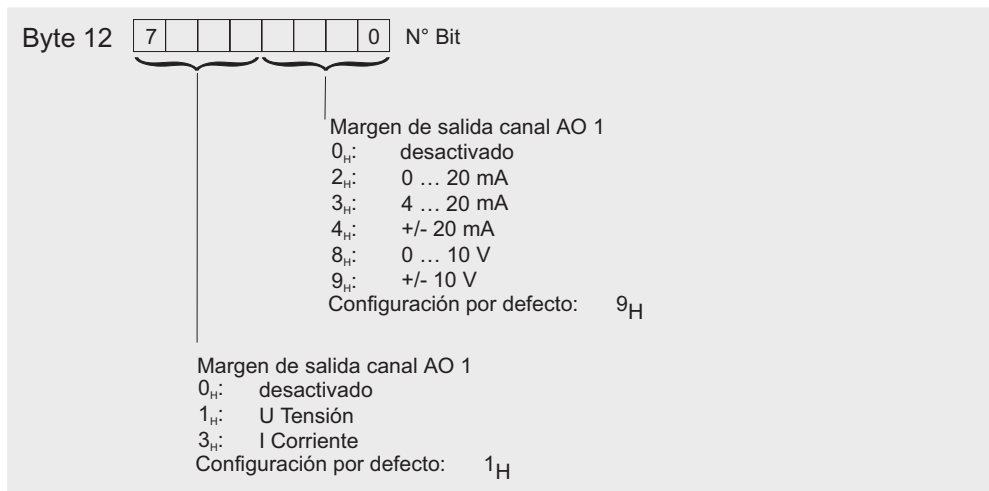 Byte 12 7 0 N° Bit
Margen de salida canal AO 1
0H: desactivado
2H: 0 … 20 mA
3H: 4 … 20 mA
4H: +/- 20 mA
8H: 0 … 10 V
9H: +/- 10 V
Configuración por defecto: 9H
Margen de salida canal AO 1
0H: desactivado
1H: U Tensión
3H: I Corriente
Configuración por defecto: 1H